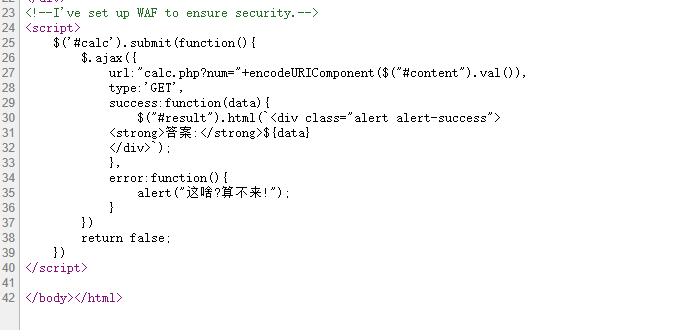 22 </div>
23 <!--I've set up WAF to ensure security.-->
24 <script>
25     $('#calc').submit(function(){
26         $.ajax({
27             url:"calc.php?num="+encodeURIComponent($("#content").val()),
28             type:'GET',
29             success:function(data){
30                 $("#result").html(`<div class="alert alert-success">
31             <strong>答案:</strong>${data}
32             </div>`);
33             },
34             error:function(){
35                 alert("这啥?算不来!");
36             }
37         })
38         return false;
39     })
40 </script>
41
42 </body></html>